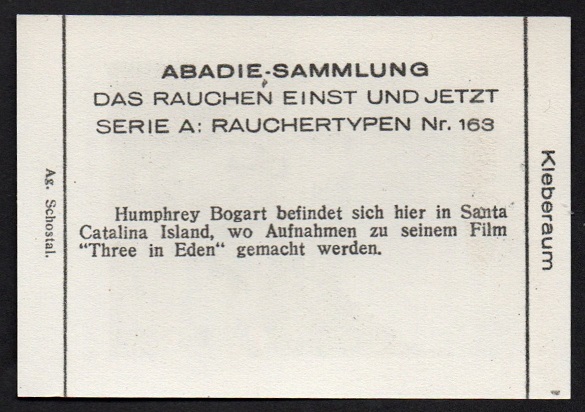 ABADIE-SAMMLUNG
DAS RAUCHEN EINST UND JETZT
SERIE A: RAUCHERTYPEN Nr. 163
Humphrey Bogart befindet sich hier in Santa
Catalina Island, wo Aufnahmen zu seinem Film
"Three in Eden“ gemacht werden.
Ag. Schostal.
Kleberaum